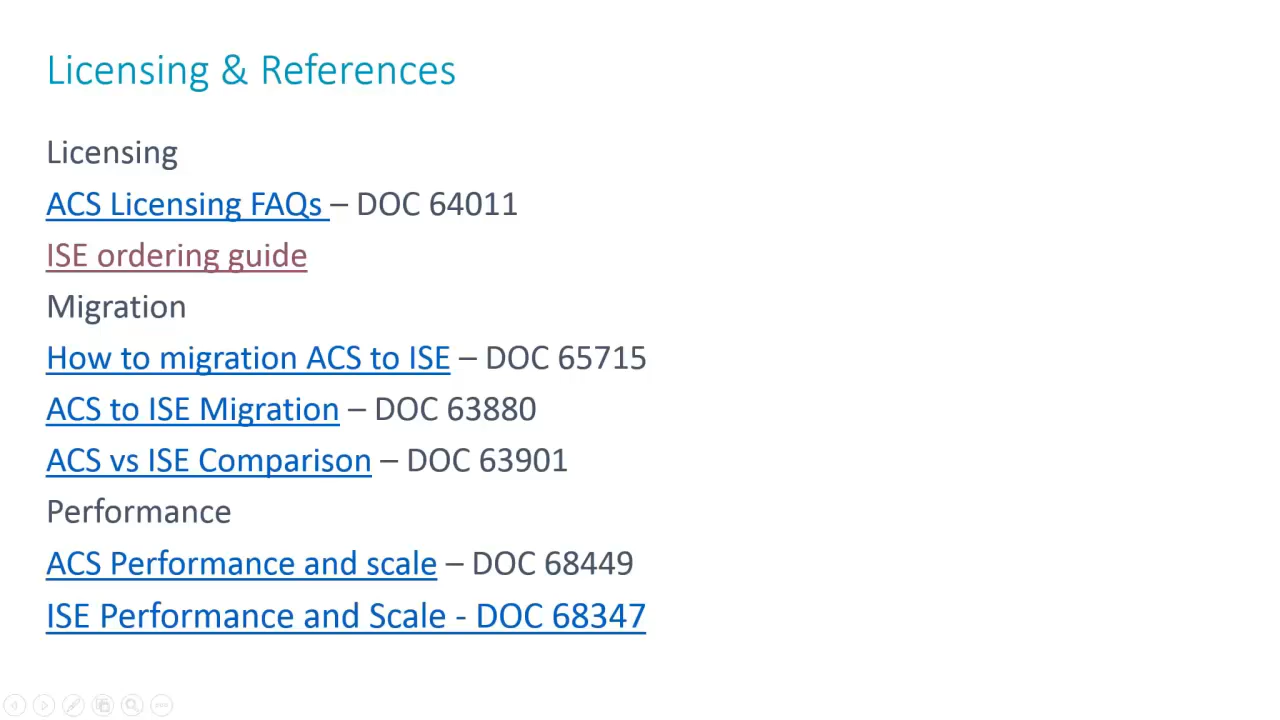 Licensing & References
Licensing
ACS Licensing FAQs – DOC 64011
ISE ordering guide
Migration
How to migration ACS to ISE – DOC 65715
ACS to ISE Migration – DOC 63880
ACS vs ISE Comparison – DOC 63901
Performance
ACS Performance and scale – DOC 68449
ISE Performance and Scale - DOC 68347